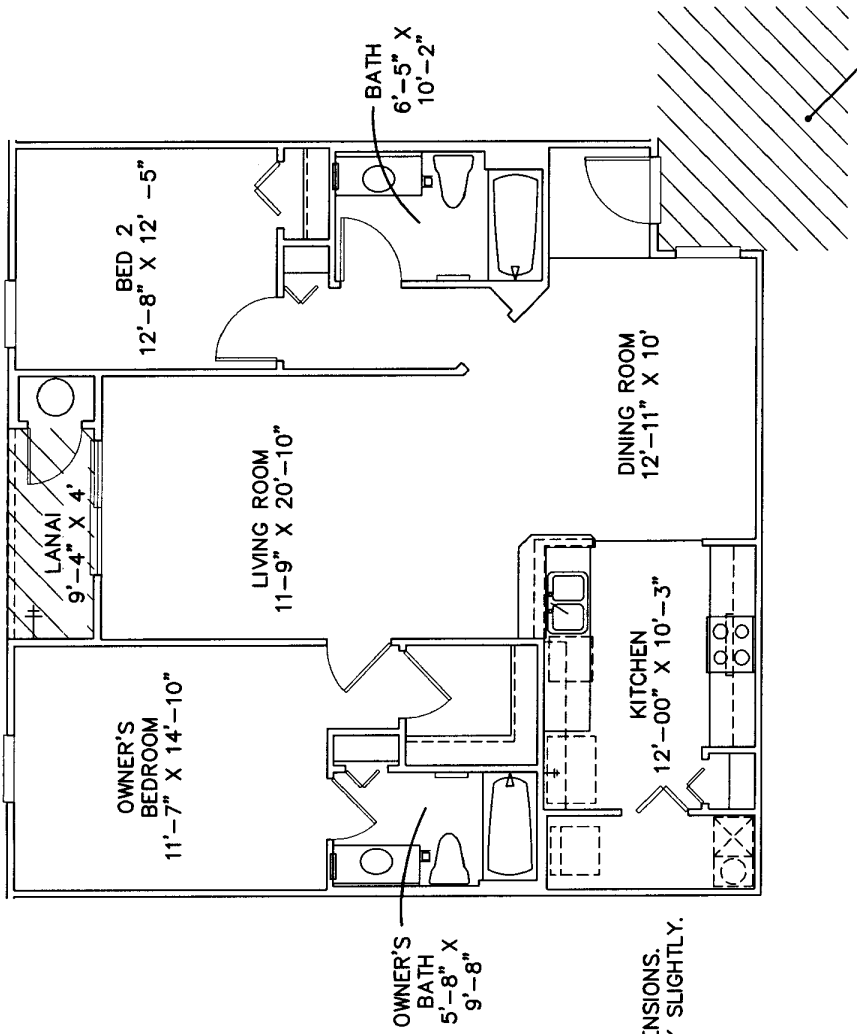 BATH
6'-5" X
10'-2"
BED 2
12'-8" X 12' -5"
LANAI
9'-4" X 4'
LIVING ROOM
11-9" X 20'-10"
DINING ROOM
12'-11" X 10'
KITCHEN
12'-00" X 10'-3"
OWNER'S
BEDROOM
11'-7" X 14'-10"
OWNER'S
BATH
5'-8" X
9'-8"
SLIGHTLY.